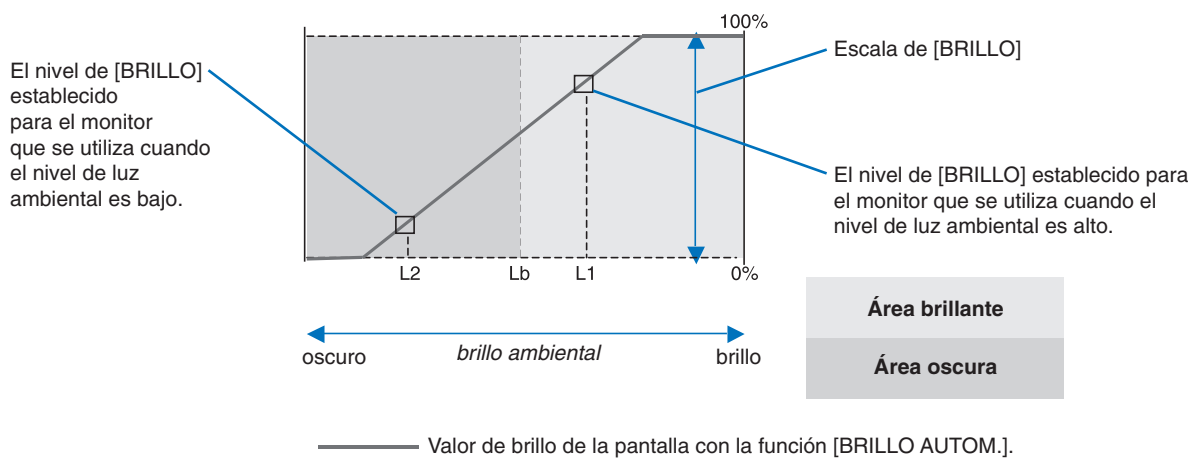 100%
El nivel de [BRILLO]
establecido
para el monitor
que se utiliza cuando
el nivel de luz
ambiental es bajo.
Escala de [BRILLO]
El nivel de [BRILLO] establecido para
el monitor que se utiliza cuando el
nivel de luz ambiental es alto.
L2
Lb
L1
0%
oscuro
brillo ambiental
brillo
Área brillante
Área oscura
Valor de brillo de la pantalla con la función [BRILLO AUTOM.].